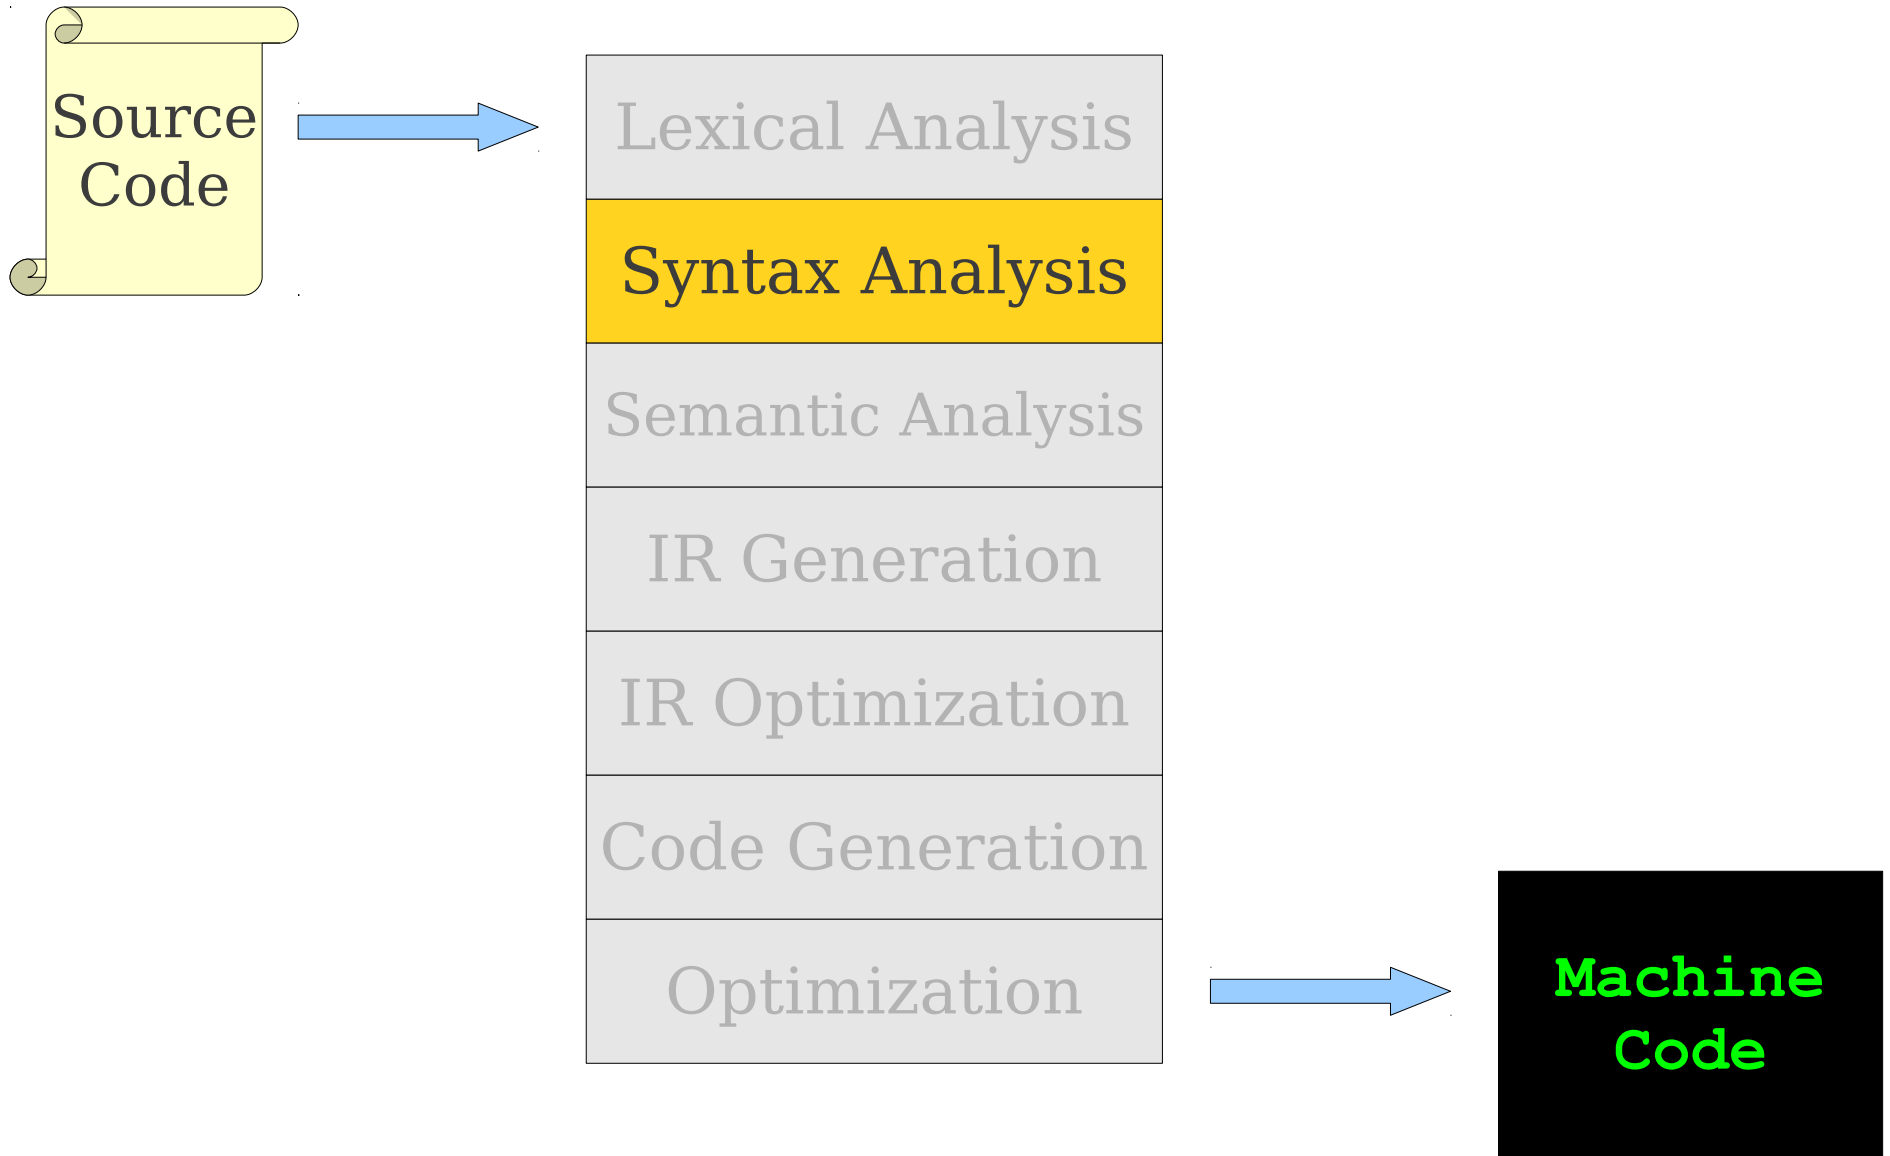 Source
Code
Lexical Analysis
Syntax Analysis
Semantic Analysis
IR Generation
IR Optimization
Code Generation
Optimization
Machine
Code